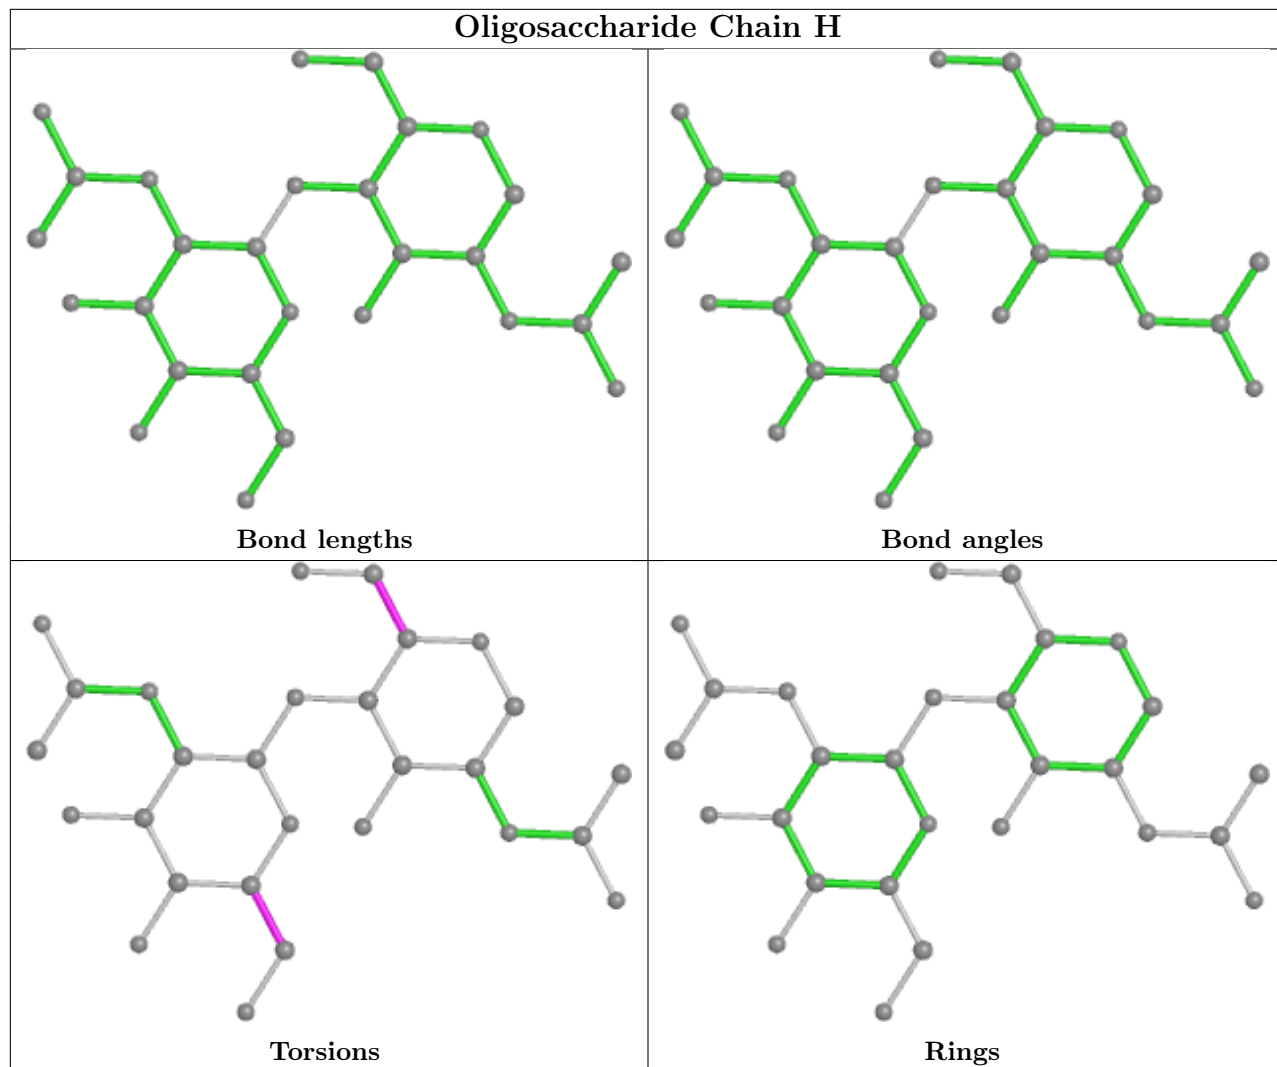 Oligosaccharide Chain H
Bond lengths
Bond angles
Torsions
Rings